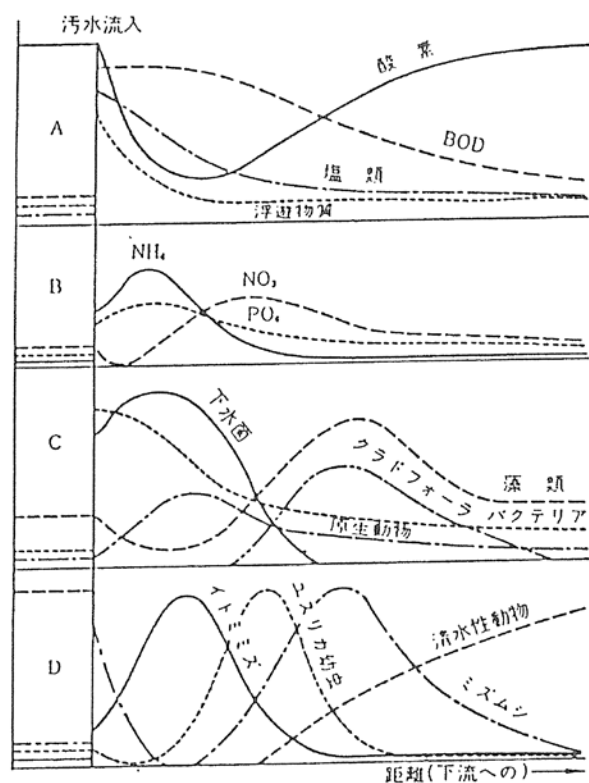 汚水流入
酸素
A
BOD
塩類
浮遊物質
NH₄
B
NO₃
PO₄
下水菌
C
クラドフォーラ
藻類
バクテリア
原生動物
イトミミズ
ユスリカ幼虫
清水性動物
D
ミズムシ
距離(下流への)